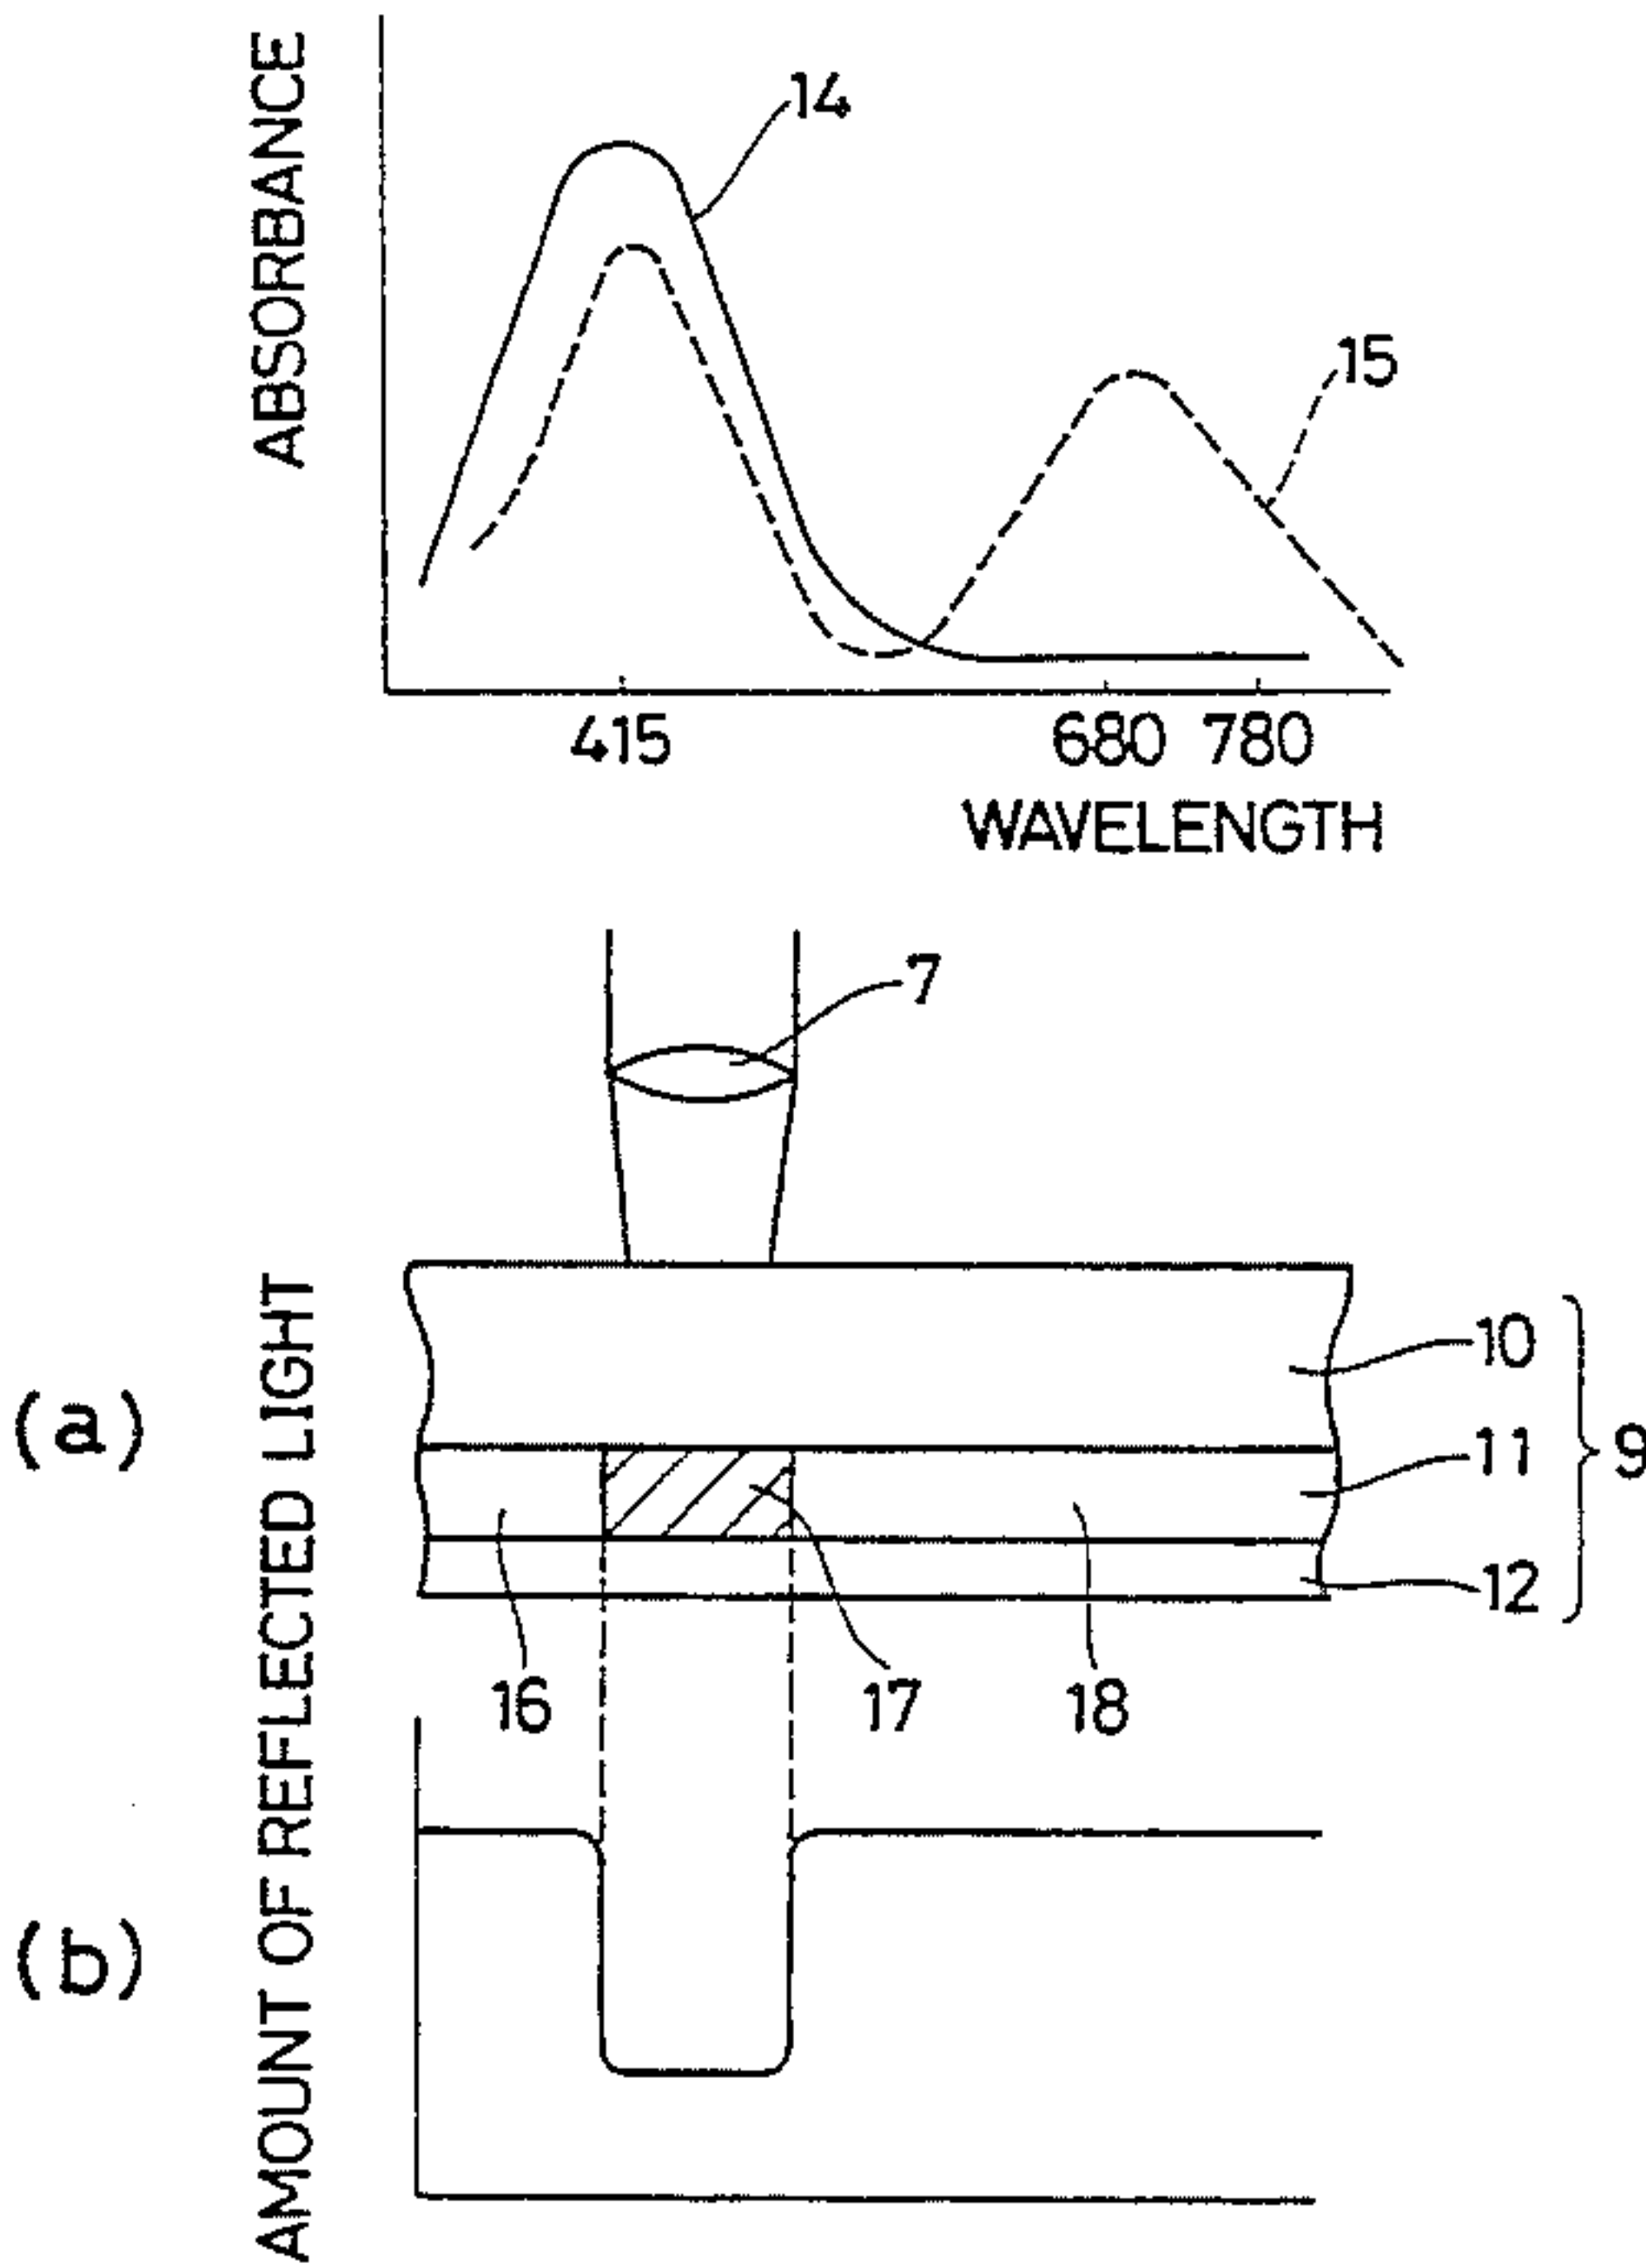 ABSORBANCE
14
15
415 680 780
WAVELENGTH
7
(a)
10
11
9
12
16 17 18
(b)
AMOUNT OF REFLECTED LIGHT